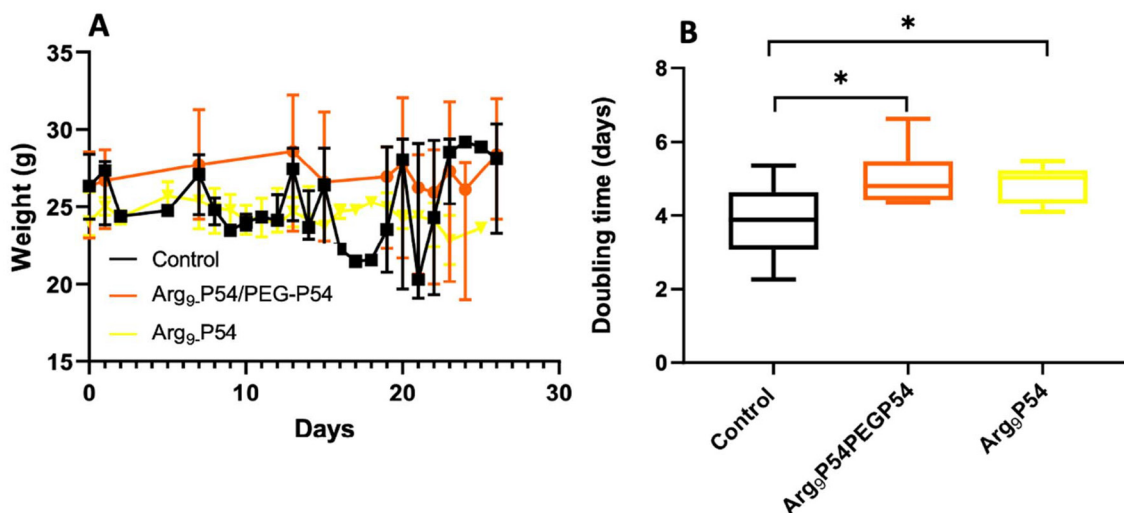 A
Weight (g)
35
30
25
20
15
Control
Arg₉-P54/PEG-P54
Arg₉-P54
0
10
20
30
Days
B
*
*
Doubling time (days)
8
6
4
2
0
Control
Arg₉P54PEGP54
Arg₉P54